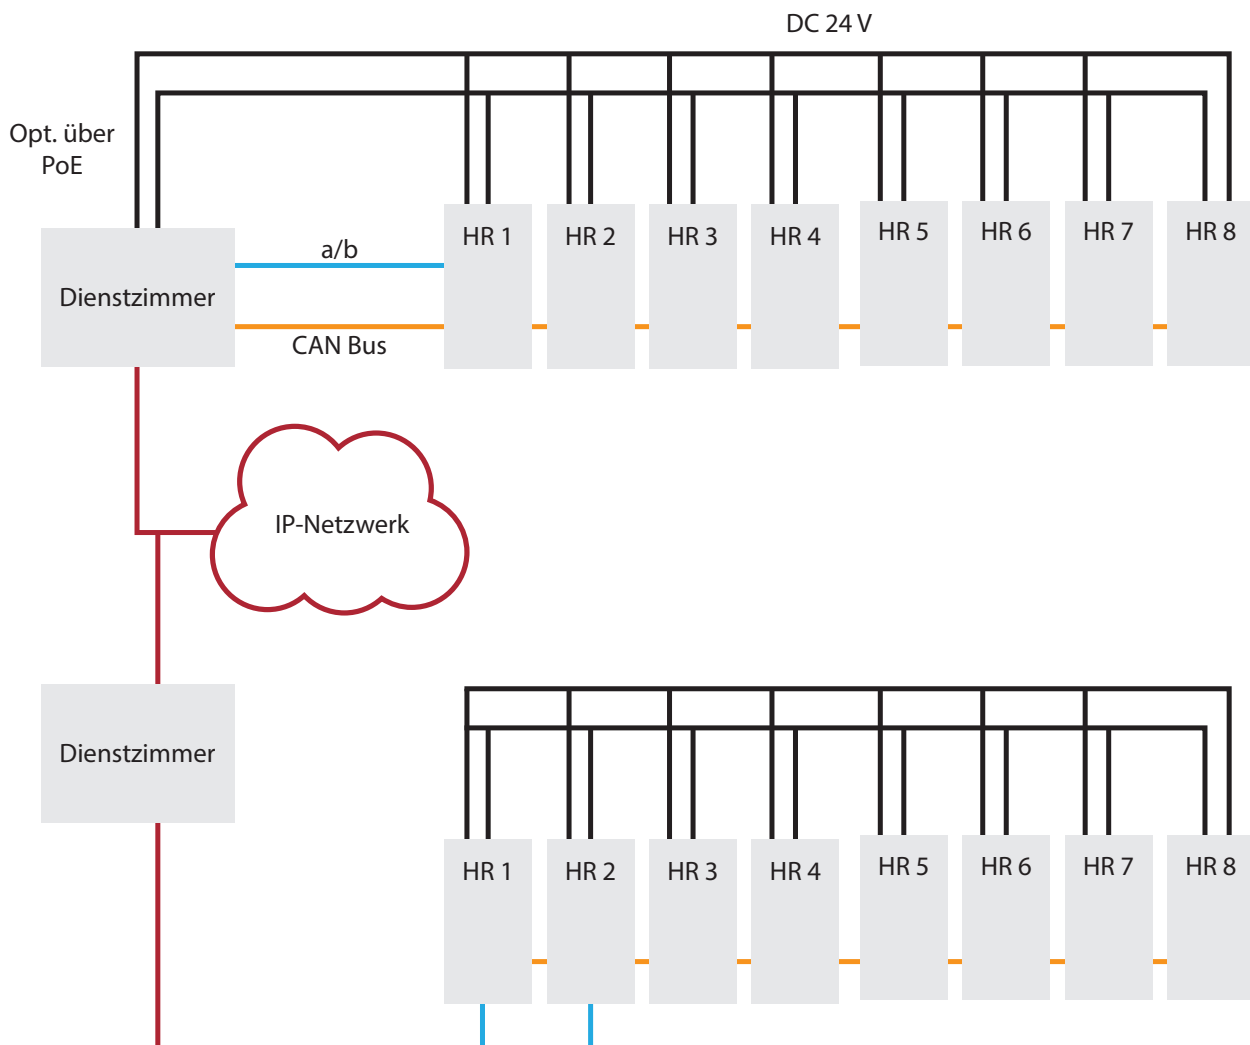 DC 24 V
Opt. über
PoE
HR 1
HR 2
HR 3
HR 4
HR 5
HR 6
HR 7
HR 8
a/b
Dienstzimmer
CAN Bus
IP-Netzwerk
Dienstzimmer
HR 1
HR 2
HR 3
HR 4
HR 5
HR 6
HR 7
HR 8